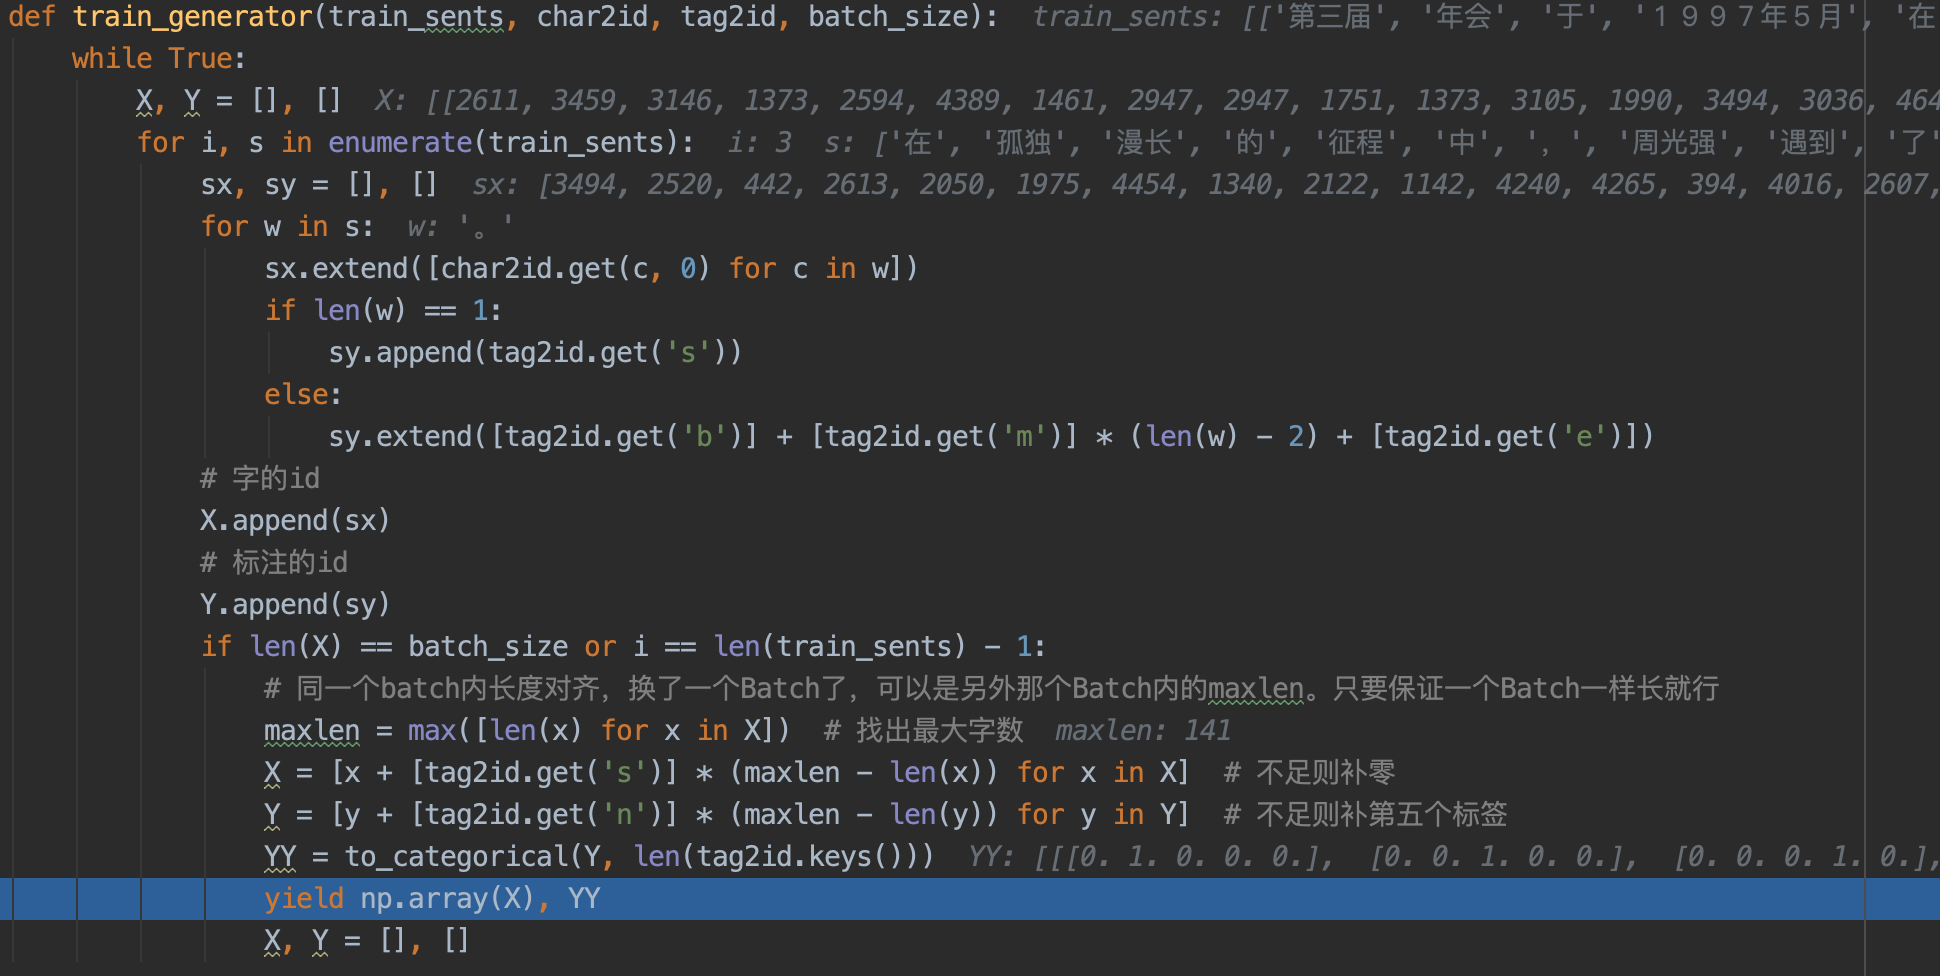 def train_generator(train_sents, char2id, tag2id, batch_size):  train_sents: [['第三届', '年会', '于', '１９９７年５月', '在
    while True:
        X, Y = [], []  X: [[2611, 3459, 3146, 1373, 2594, 4389, 1461, 2947, 2947, 1751, 1373, 3105, 1990, 3494, 3036, 464
        for i, s in enumerate(train_sents):  i: 3  s: ['在', '孤独', '漫长', '的', '征程', '中', '，', '周光强', '遇到', '了'
            sx, sy = [], []  sx: [3494, 2520, 442, 2613, 2050, 1975, 4454, 1340, 2122, 1142, 4240, 4265, 394, 4016, 2607,
            for w in s:  w: '。'
                sx.extend([char2id.get(c, 0) for c in w])
                if len(w) == 1:
                    sy.append(tag2id.get('s'))
                else:
                    sy.extend([tag2id.get('b')] + [tag2id.get('m')] * (len(w) - 2) + [tag2id.get('e')])
            # 字的id
            X.append(sx)
            # 标注的id
            Y.append(sy)
            if len(X) == batch_size or i == len(train_sents) - 1:
                # 同一个batch内长度对齐，换了一个Batch了，可以是另外那个Batch内的maxlen。只要保证一个Batch一样长就行
                maxlen = max([len(x) for x in X])  # 找出最大字数  maxlen: 141
                X = [x + [tag2id.get('s')] * (maxlen - len(x)) for x in X]  # 不足则补零
                Y = [y + [tag2id.get('n')] * (maxlen - len(y)) for y in Y]  # 不足则补第五个标签
                YY = to_categorical(Y, len(tag2id.keys()))  YY: [[[0. 1. 0. 0. 0.],  [0. 0. 1. 0. 0.],  [0. 0. 0. 1. 0.],
                yield np.array(X), YY
                X, Y = [], []